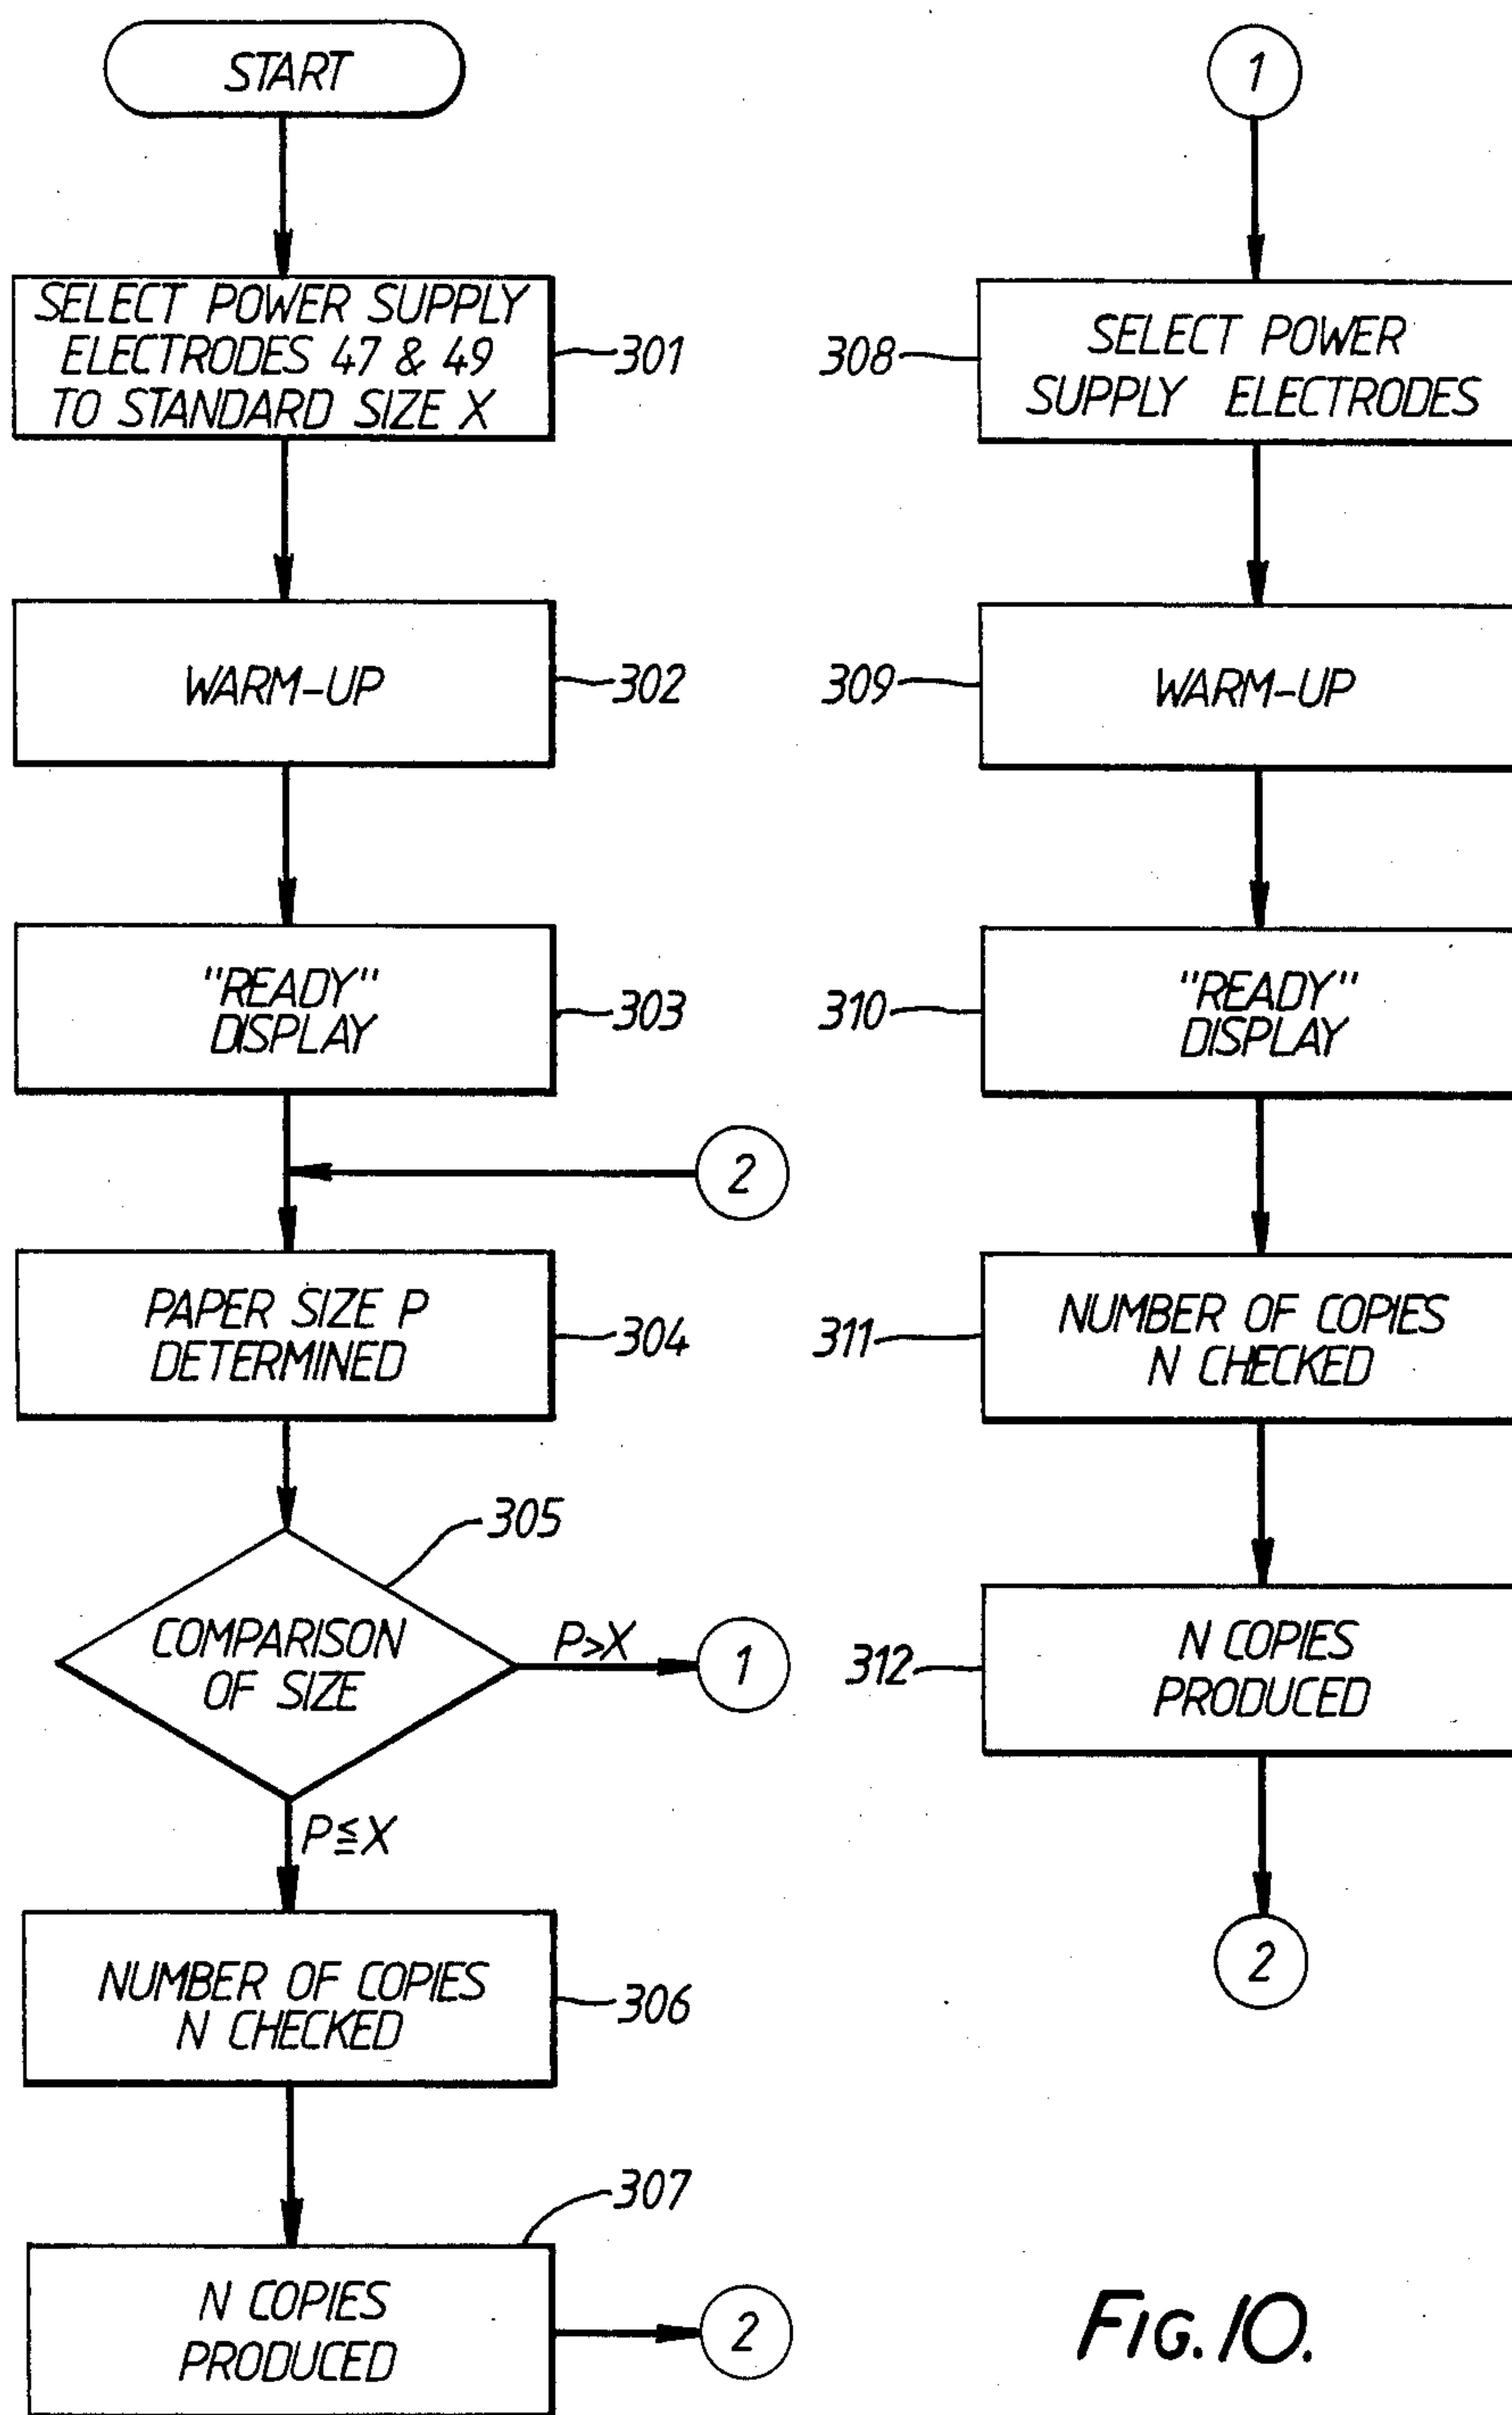 START
SELECT POWER SUPPLY
ELECTRODES 47 & 49
TO STANDARD SIZE X
301
WARM-UP
302
"READY"
DISPLAY
303
2
PAPER SIZE P
DETERMINED
304
305
COMPARISON
OF SIZE
P>X
1
P≦X
NUMBER OF COPIES
N CHECKED
306
307
N COPIES
PRODUCED
2
1
308
SELECT POWER
SUPPLY ELECTRODES
309
WARM-UP
310
"READY"
DISPLAY
311
NUMBER OF COPIES
N CHECKED
312
N COPIES
PRODUCED
2
FIG. 10.